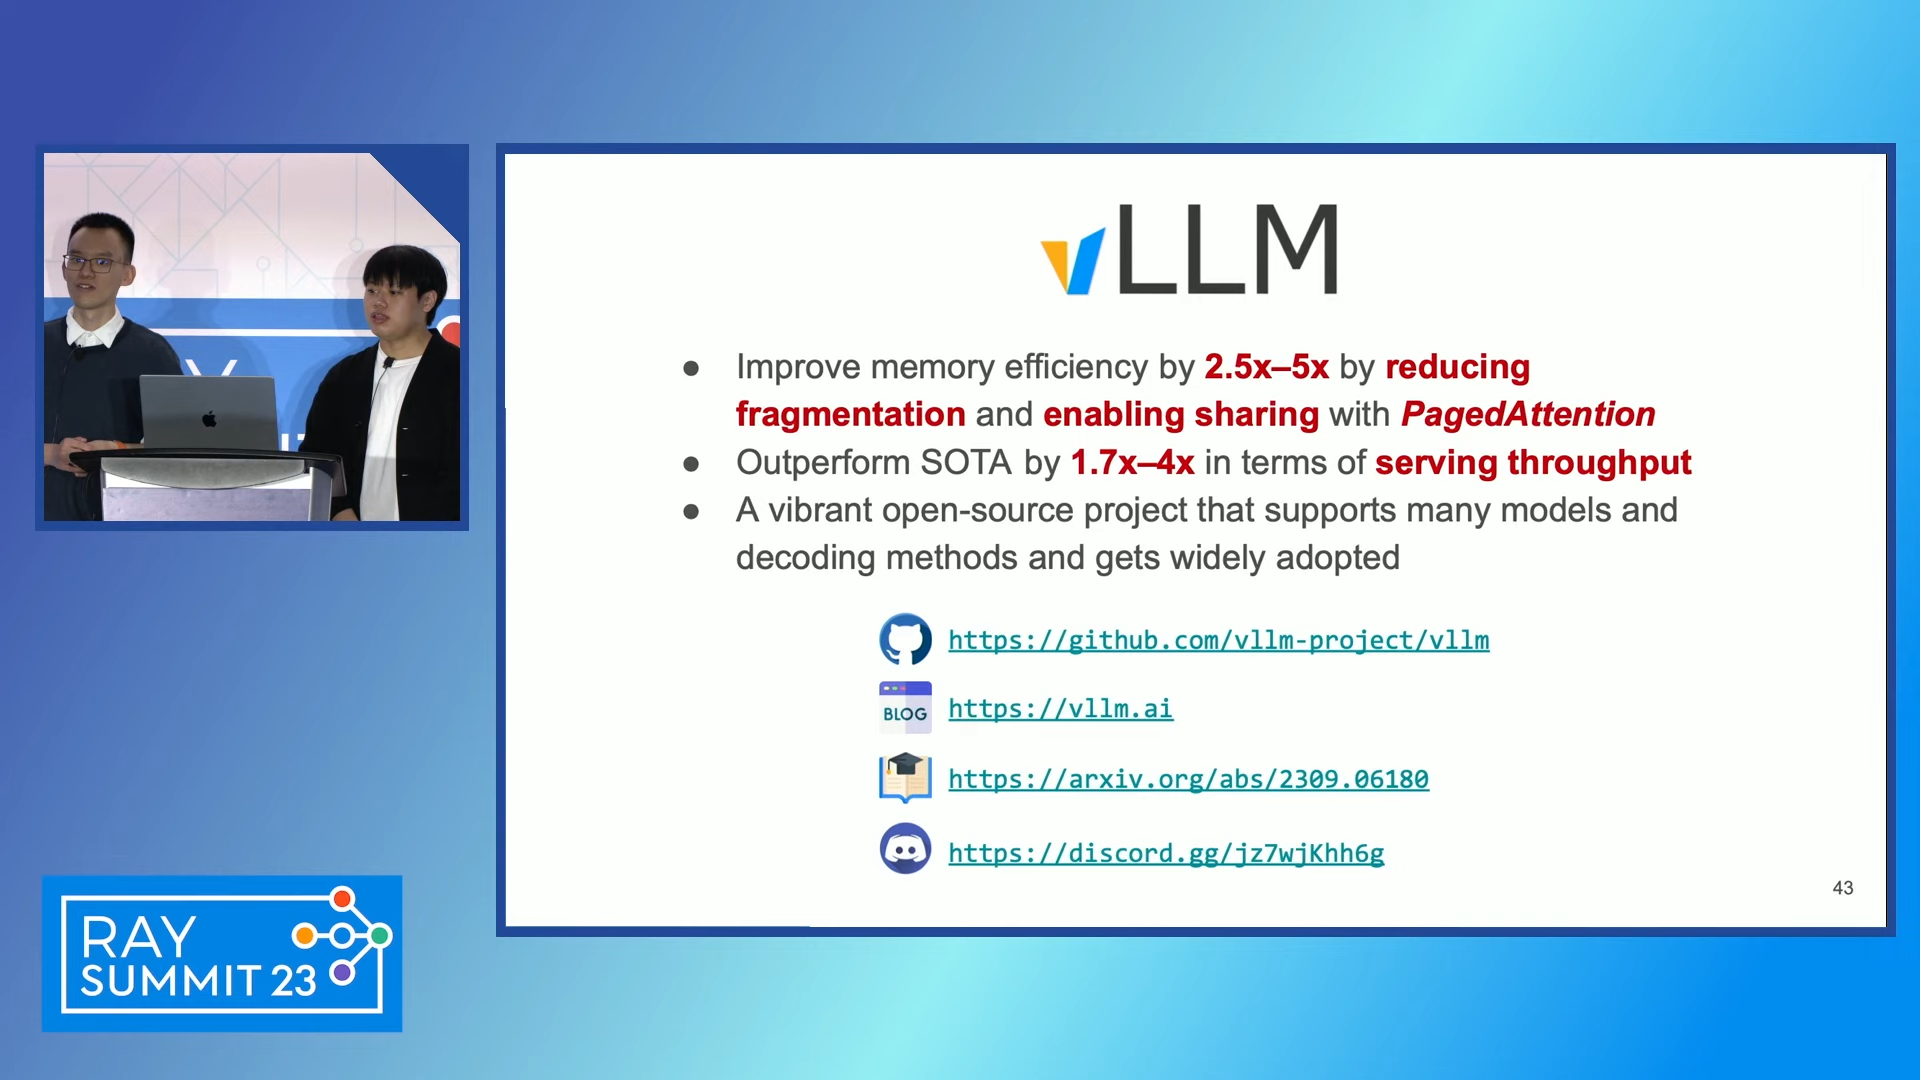 vLLM
● Improve memory efficiency by 2.5x–5x by reducing
fragmentation and enabling sharing with PagedAttention
● Outperform SOTA by 1.7x–4x in terms of serving throughput
● A vibrant open-source project that supports many models and
decoding methods and gets widely adopted
https://github.com/vllm-project/vllm
BLOG
https://vllm.ai
https://arxiv.org/abs/2309.06180
https://discord.gg/jz7wjKhh6g
43
RAY
SUMMIT 23